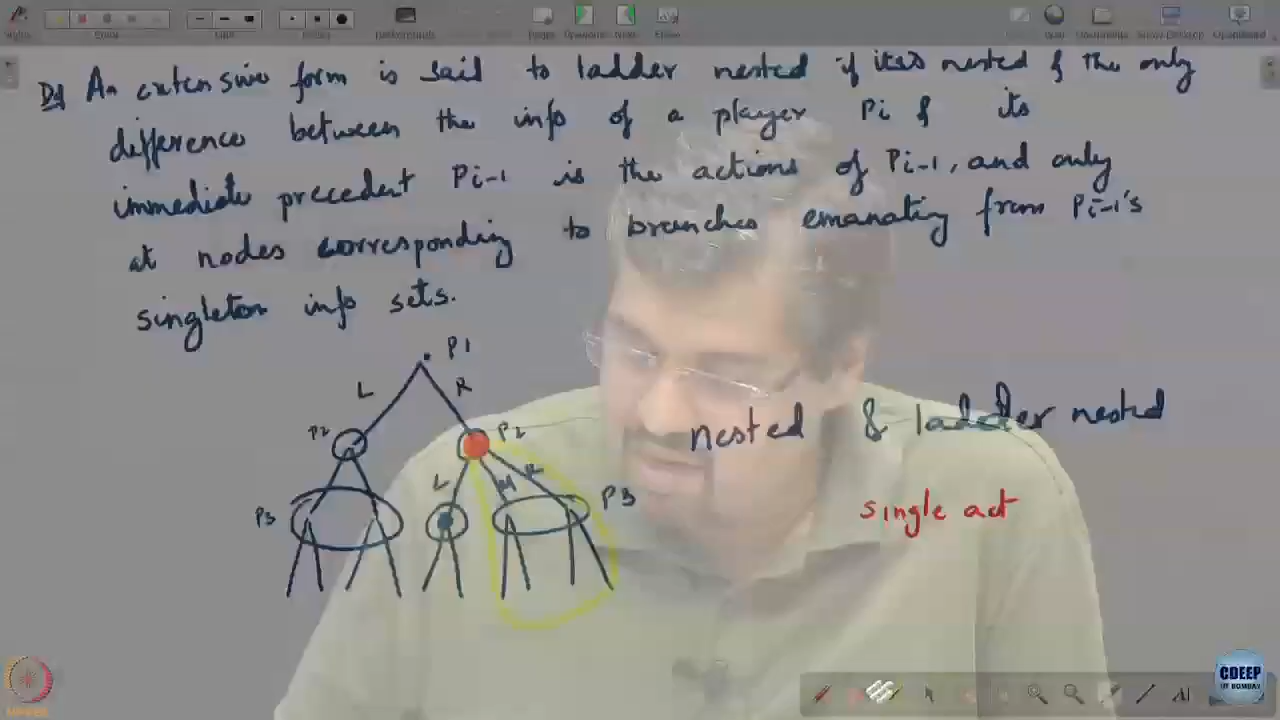 Df An extensive form is said to ladder nested if its nested & the only
difference between the info of a player Pi & its
immediate precedent Pi-1 is the actions of Pi-1, and only
at nodes corresponding to branches emanating from Pi-1's
singleton info sets.
P1
L R
P2 P2
nested & ladder nested
L M R
P3 P3
single act
CDEEP
IIT BOMBAY
NPTEL